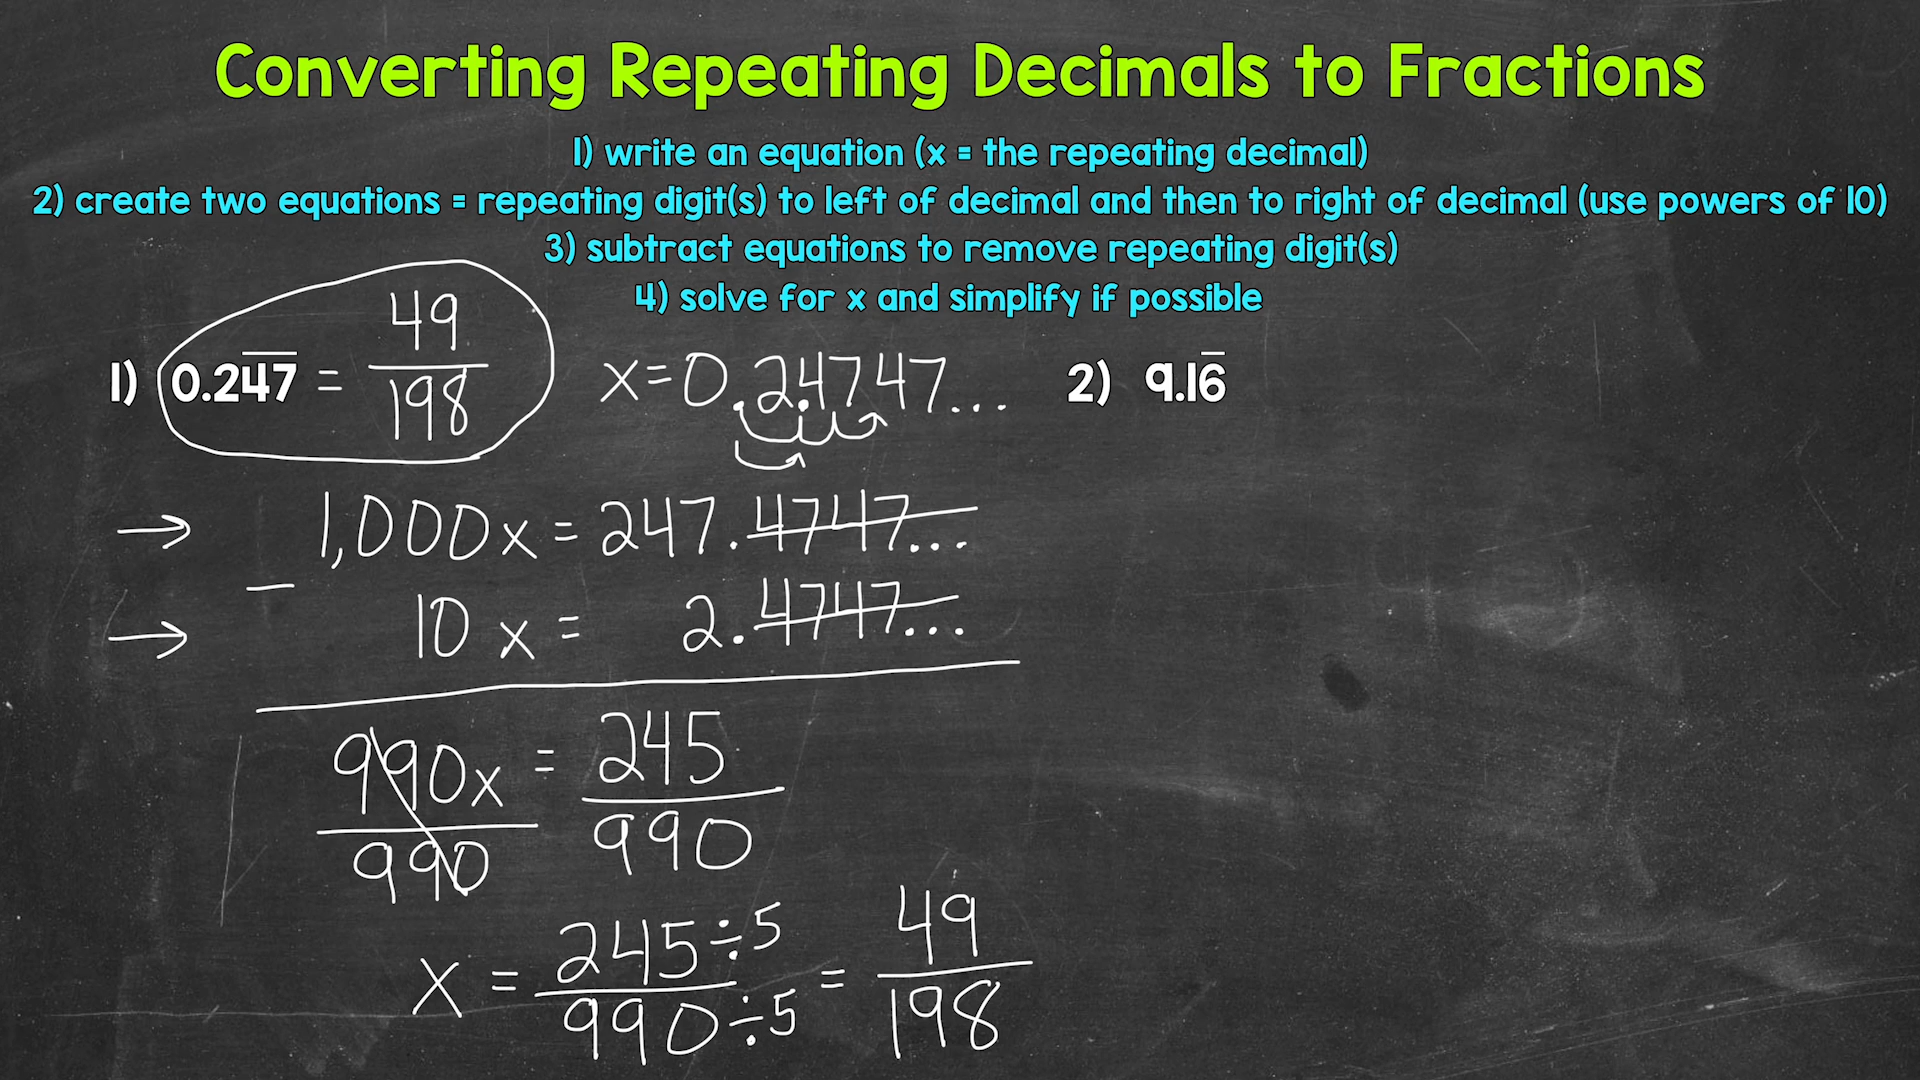 Converting Repeating Decimals to Fractions
1) write an equation (x = the repeating decimal)
2) create two equations = repeating digit(s) to left of decimal and then to right of decimal (use powers of 10)
3) subtract equations to remove repeating digit(s)
4) solve for x and simplify if possible
1) 0.24̅7̅ = 49/198
x=0.24747...
2) 9.16̅
→ 1,000x = 247.4747...
− → 10x = 2.4747...
990x/990 = 245/990
x = 245÷5/990÷5 = 49/198